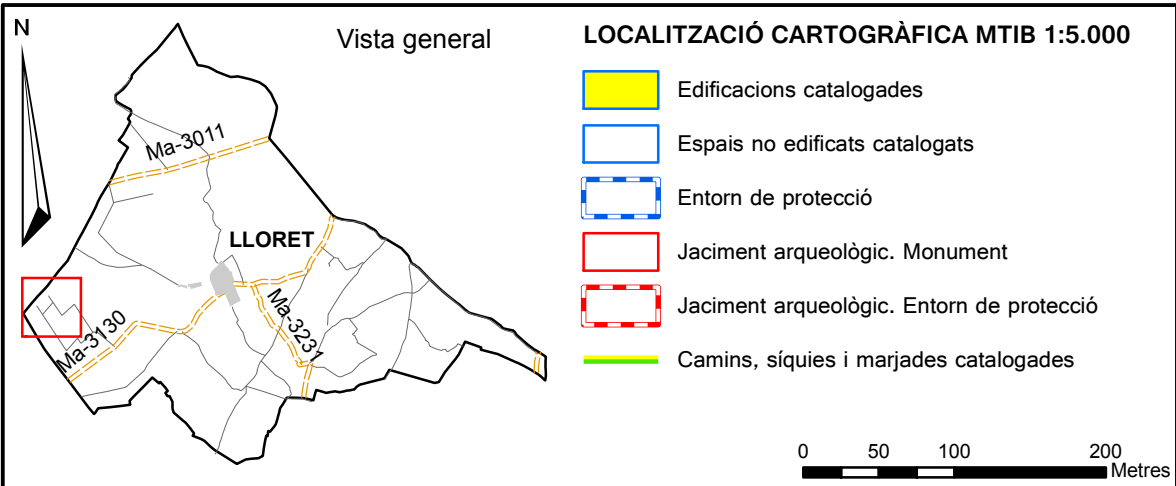 N
Vista general
Ma-3011
LLORET
Ma-3130
Ma-3231
LOCALITZACIÓ CARTOGRÀFICA MTIB 1:5.000
Edificacions catalogades
Espais no edificats catalogats
Entorn de protecció
Jaciment arqueològic. Monument
Jaciment arqueològic. Entorn de protecció
Camins, síquies i marjades catalogades
0 50 100 200
Metres